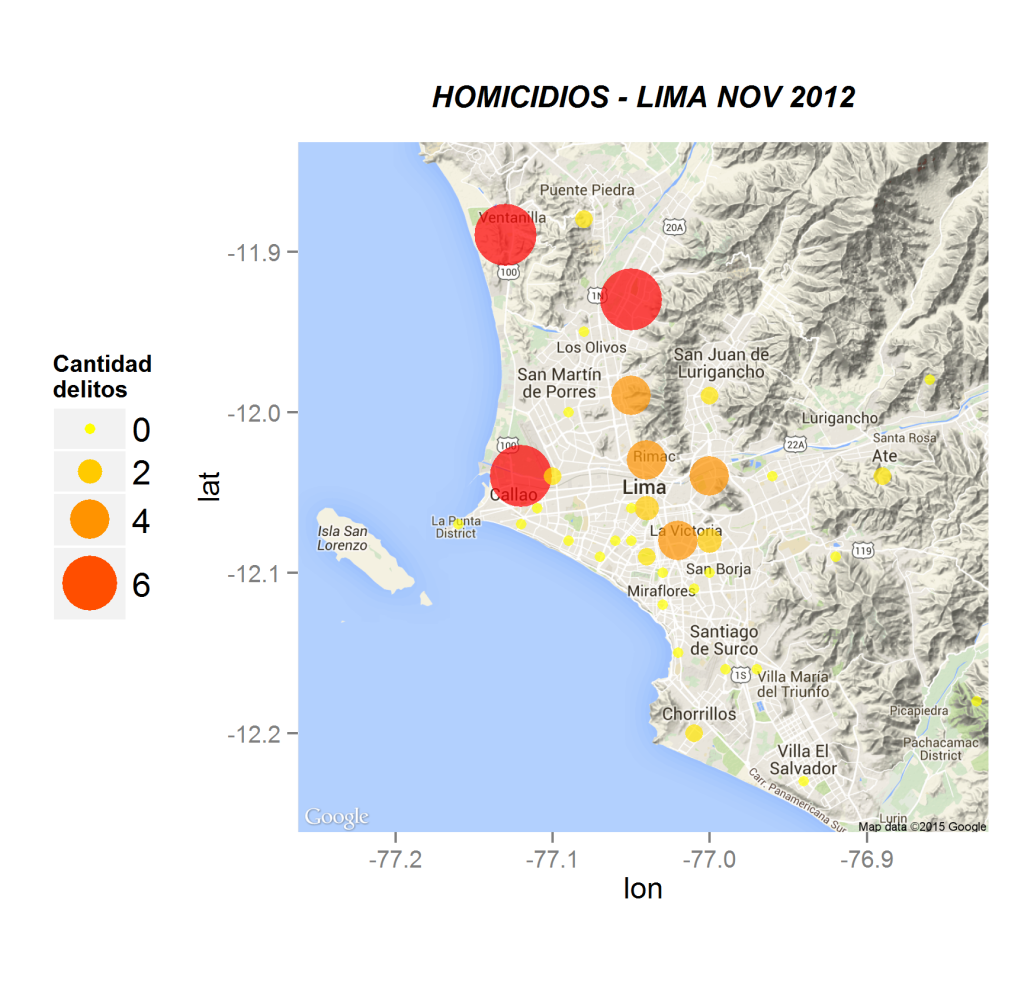 HOMICIDIOS - LIMA NOV 2012
Cantidad
delitos
0
2
4
6
lat
-11.9
-12.0
-12.1
-12.2
Puente Piedra
Ventanilla
20A
100
1N
Los Olivos
San Juan de
Lurigancho
San Martín
de Porres
Lurigancho
Santa Rosa
100
22A
Ate
Rimac
Lima
Callao
La Punta
District
La Victoria
Isla San
Lorenzo
119
San Borja
Miraflores
Santiago
de Surco
1S
Villa María
del Triunfo
Chorrillos
Picapiedra
Pachacamac
District
Villa El
Salvador
Carr. Panamericana Sur
Lurin
Google
Map data ©2015 Google
-77.2
-77.1
-77.0
-76.9
lon